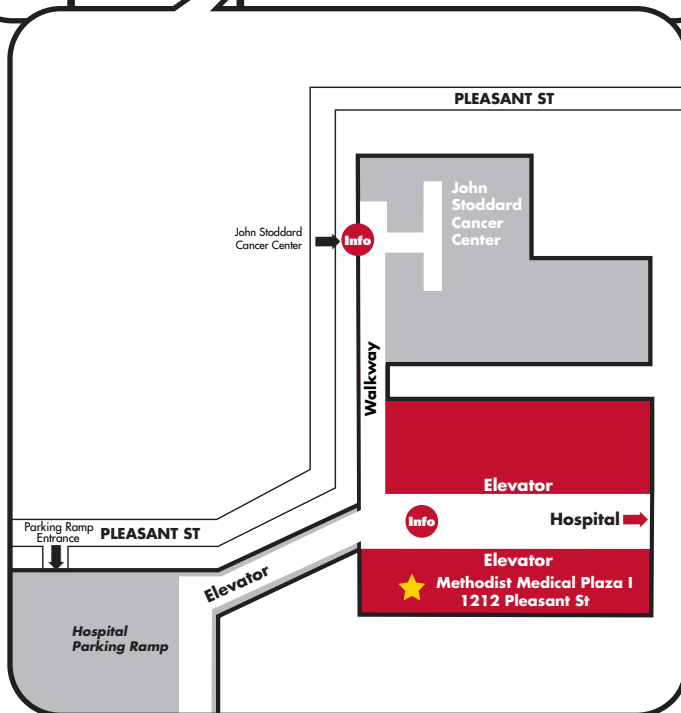 PLEASANT ST
John
Stoddard
Cancer
Center
John Stoddard
Cancer Center
Info
Walkway
Elevator
Info
Hospital
Parking Ramp
Entrance
PLEASANT ST
Elevator
Methodist Medical Plaza I
1212 Pleasant St
Elevator
Hospital
Parking Ramp